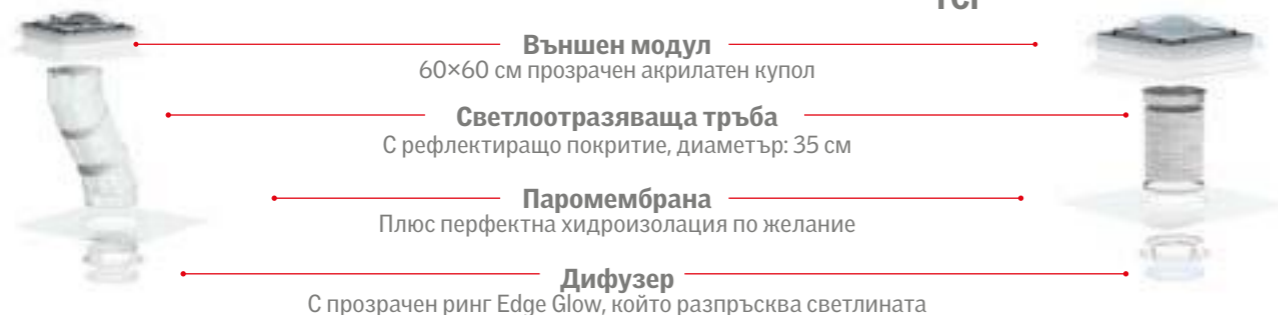 Външен модул
60×60 см прозрачен акрилатен купол
Светлоотразяваща тръба
С рефлектиращо покритие, диаметър: 35 см
Паромембрана
Плюс перфектна хидроизолация по желание
Дифузер
С прозрачен ринг Edge Glow, който разпръсква светлината